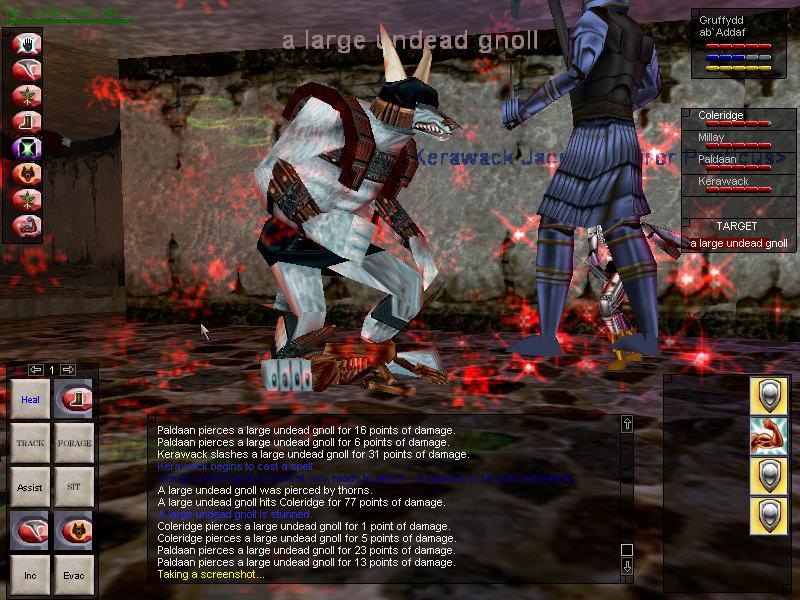 a large undead gnoll
Gruffydd
ab`Addaf
Coleridge
Millay
Paldaan
Kerawack
TARGET
a large undead gnoll
Kerawack
1
Heal
TRACK
FORAGE
Assist
SIT
Inc
Evac
Paldaan pierces a large undead gnoll for 16 points of damage.
Paldaan pierces a large undead gnoll for 6 points of damage.
Kerawack slashes a large undead gnoll for 31 points of damage.
Kerawack begins to cast a spell.
A large undead gnoll was pierced by thorns.
A large undead gnoll hits Coleridge for 77 points of damage.
A large undead gnoll is stunned.
Coleridge pierces a large undead gnoll for 1 point of damage.
Coleridge pierces a large undead gnoll for 5 points of damage.
Paldaan pierces a large undead gnoll for 23 points of damage.
Paldaan pierces a large undead gnoll for 13 points of damage.
Taking a screenshot...